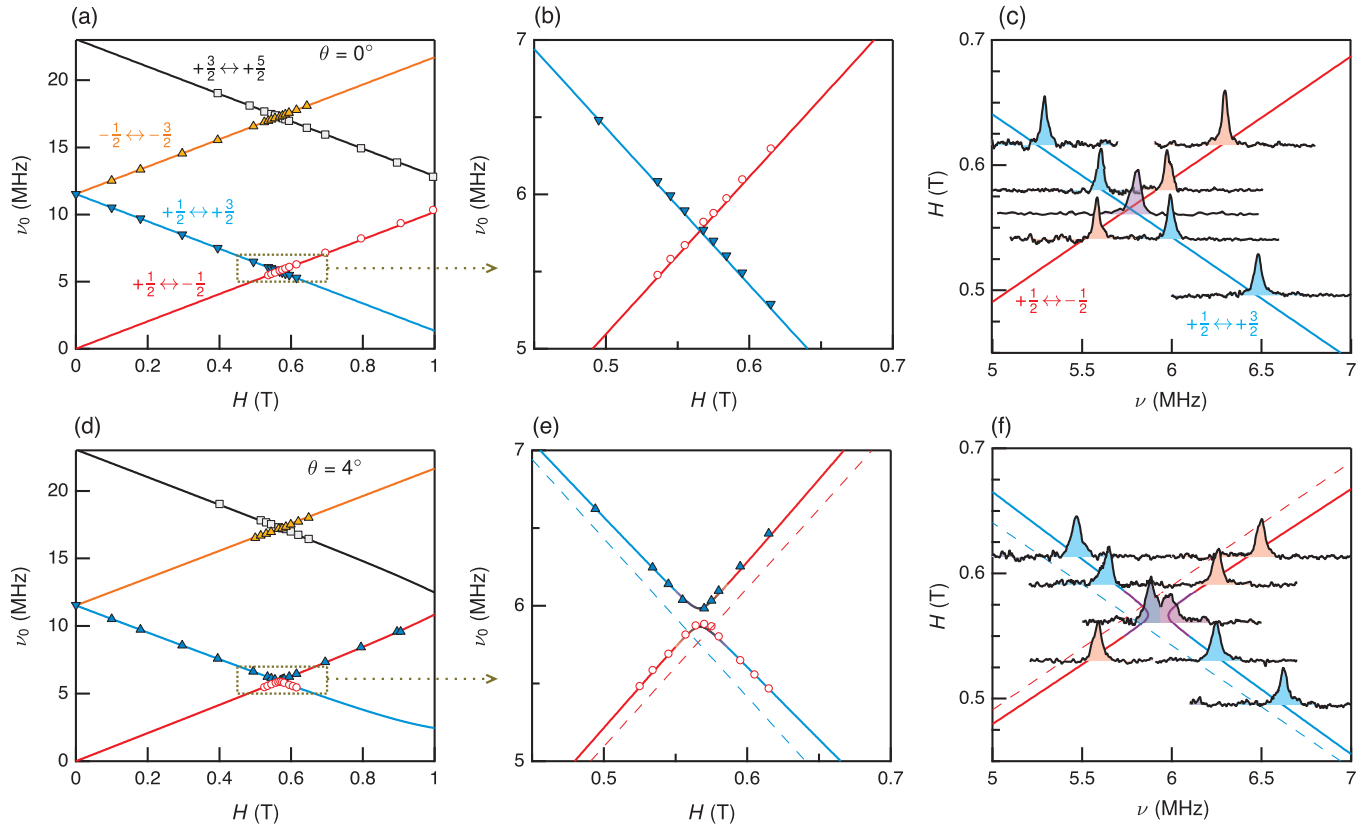 (a)
θ = 0°
+3/2 ↔ +5/2
−1/2 ↔ −3/2
+1/2 ↔ +3/2
+1/2 ↔ −1/2
ν0 (MHz)
20
15
10
5
0
0
0.2
0.4
0.6
0.8
1
H (T)
(b)
ν0 (MHz)
7
6
5
0.5
0.6
0.7
H (T)
(c)
H (T)
0.7
0.6
0.5
+1/2 ↔ −1/2
+1/2 ↔ +3/2
5
5.5
6
6.5
7
ν (MHz)
(d)
θ = 4°
ν0 (MHz)
20
15
10
5
0
0
0.2
0.4
0.6
0.8
1
H (T)
(e)
ν0 (MHz)
7
6
5
0.5
0.6
0.7
H (T)
(f)
H (T)
0.7
0.6
0.5
5
5.5
6
6.5
7
ν (MHz)